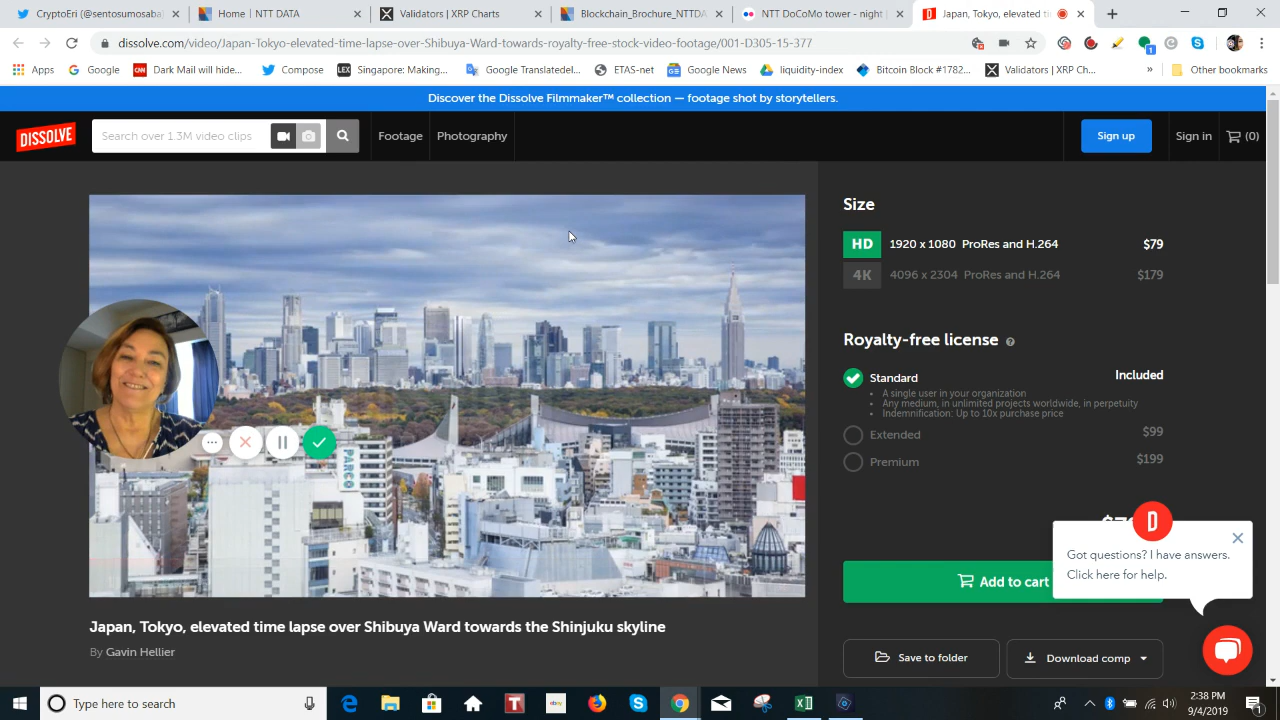 CryptoEri (@sentosumosaba)
Home | NTT DATA
Validators | XRP Charts
Blockchain_Brochure_NTTDA
NTT DoCoMo tower - night
Japan, Tokyo, elevated ti
dissolve.com/video/Japan-Tokyo-elevated-time-lapse-over-Shibuya-Ward-towards-royalty-free-stock-video-footage/001-D305-15-377
Apps
Google
CNN
Dark Mail will hide...
Compose
LEX
Singapore: Making...
Google Translatedel...
ETAS-net
Google News
liquidity-index
Bitcoin Block #1782...
Validators | XRP Ch...
»
Other bookmarks
Discover the Dissolve Filmmaker™ collection — footage shot by storytellers.
DISSOLVE
Search over 1.3M video clips
Footage
Photography
Sign up
Sign in
(0)
Size
HD 1920 x 1080 ProRes and H.264 $79
4K 4096 x 2304 ProRes and H.264 $179
Royalty-free license
Standard Included
• A single user in your organization
• Any medium, in unlimited projects worldwide, in perpetuity
• Indemnification: Up to 10x purchase price
Extended $99
Premium $199
PARCO
D
Got questions? I have answers.
Click here for help.
Add to cart
Japan, Tokyo, elevated time lapse over Shibuya Ward towards the Shinjuku skyline
By Gavin Hellier
Save to folder
Download comp
Type here to search
ebay
2:38 PM
9/4/2019